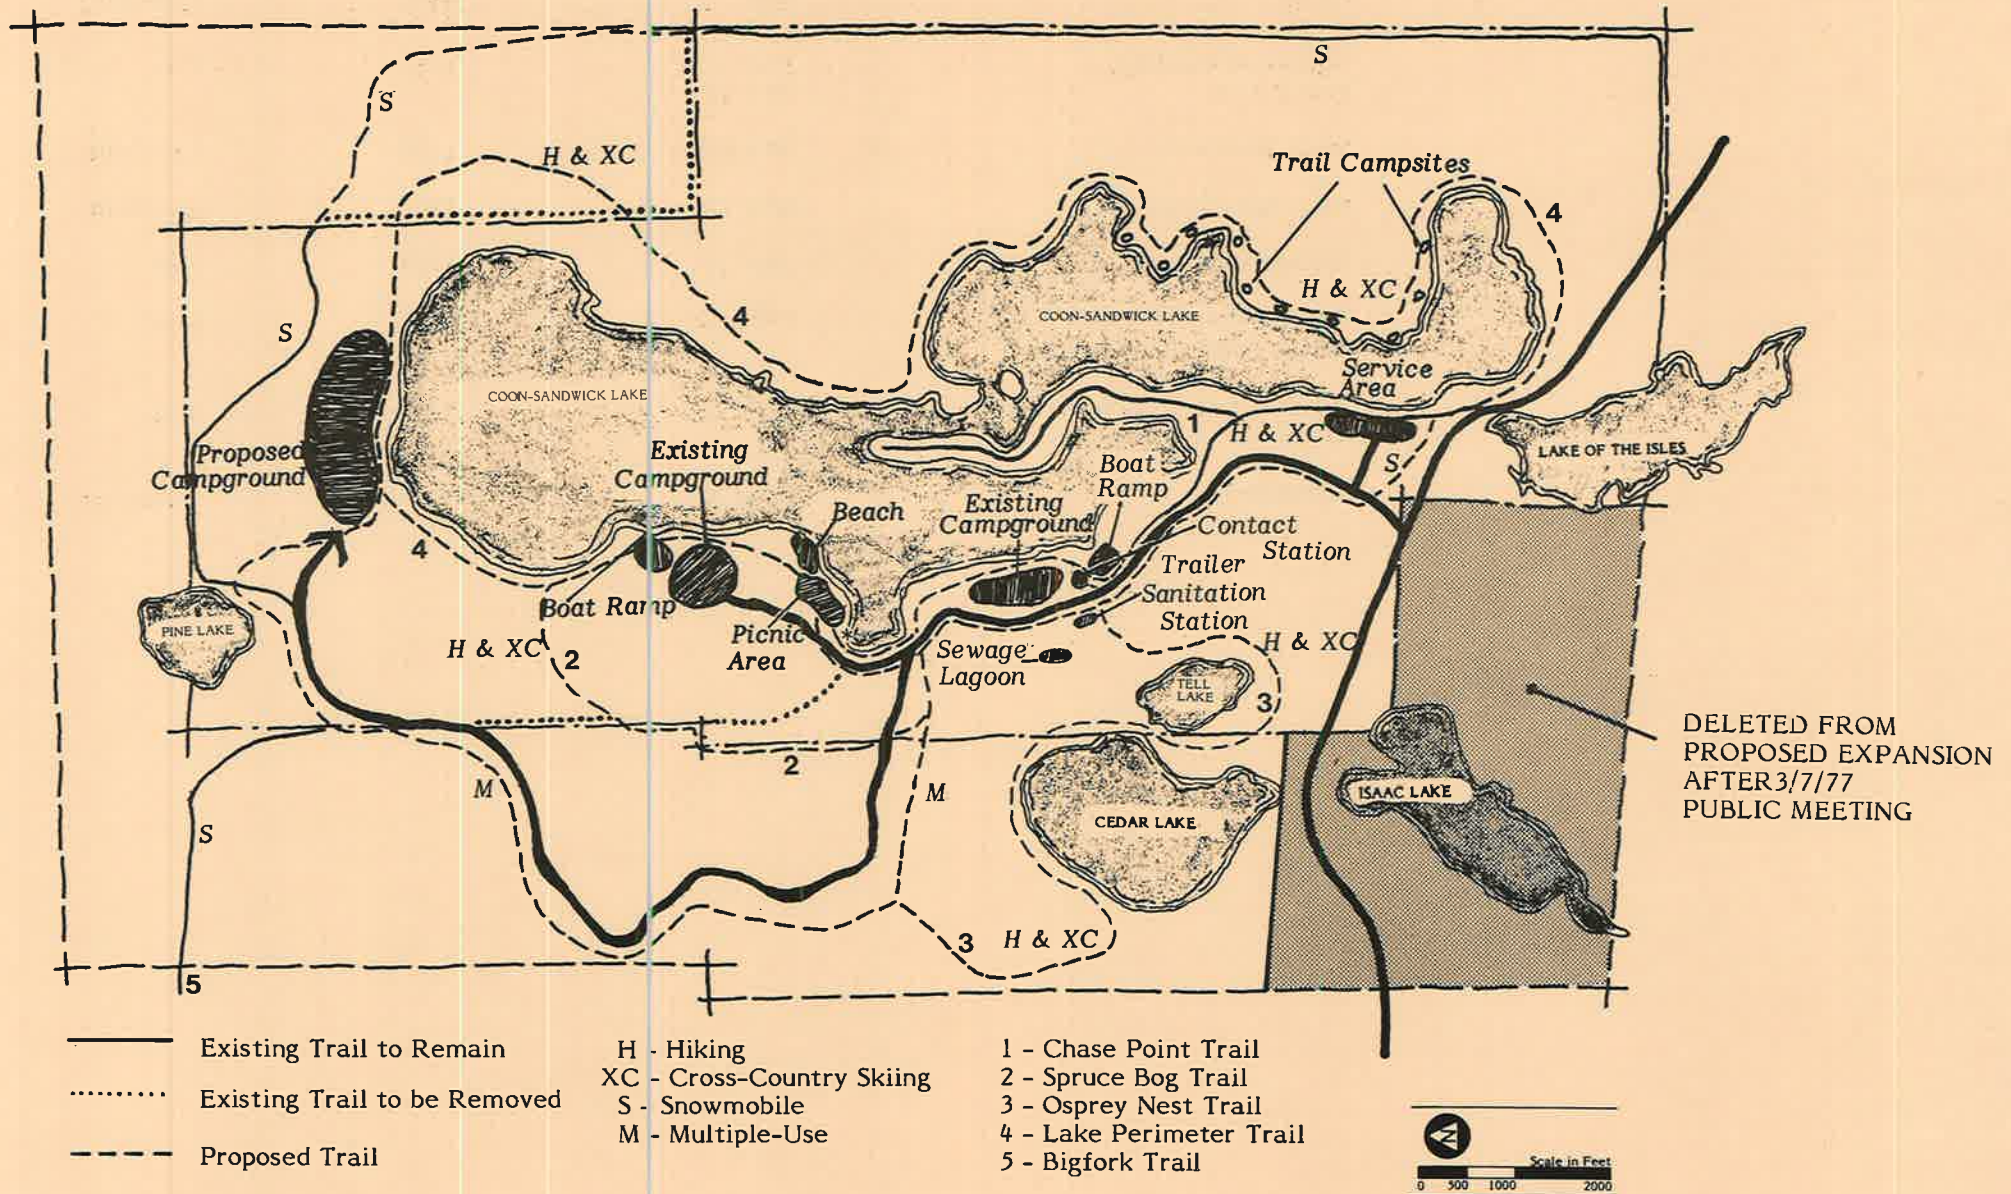 S
S
H & XC
Trail Campsites
4
H & XC
COON-SANDWICK LAKE
4
S
Service
Area
COON-SANDWICK LAKE
1
H & XC
S
LAKE OF THE ISLES
Proposed
Campground
Existing
Campground
Boat
Ramp
Beach
Existing
Campground
Contact
Station
4
Trailer
Sanitation
Station
Boat Ramp
PINE LAKE
Picnic
Area
H & XC
2
Sewage
Lagoon
H & XC
TELL
LAKE
3
DELETED FROM
PROPOSED EXPANSION
AFTER 3/7/77
PUBLIC MEETING
2
M
M
ISAAC LAKE
CEDAR LAKE
S
3
H & XC
5
Existing Trail to Remain
Existing Trail to be Removed
Proposed Trail
H - Hiking
XC - Cross-Country Skiing
S - Snowmobile
M - Multiple-Use
1 - Chase Point Trail
2 - Spruce Bog Trail
3 - Osprey Nest Trail
4 - Lake Perimeter Trail
5 - Bigfork Trail
N
Scale in Feet
0 500 1000 2000